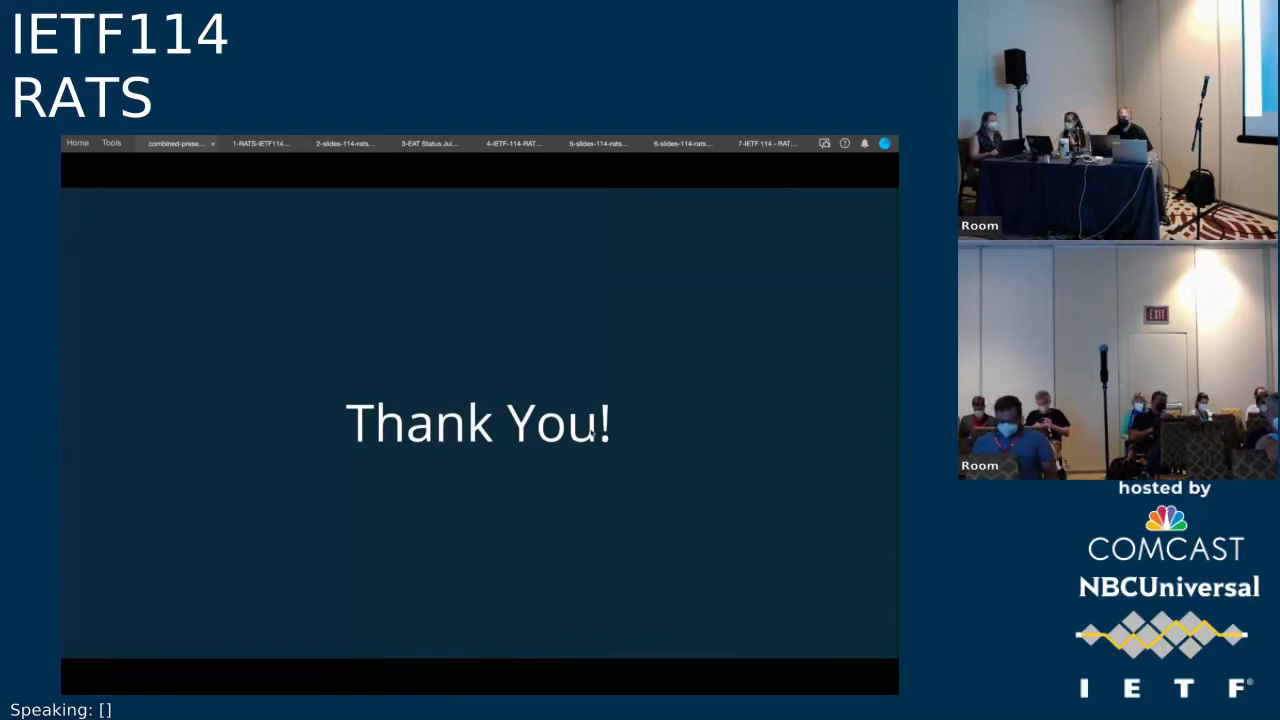 IETF114
RATS
Home Tools combined-prese... × 1-RATS-IETF114... 2-slides-114-rats... 3-EAT Status Jul... 4-IETF-114-RAT... 5-slides-114-rats... 6-slides-114-rats... 7-IETF 114 - RAT...
Thank You!
Room
EXIT
Room
hosted by
COMCAST
NBCUniversal
I E T F®
Speaking: []